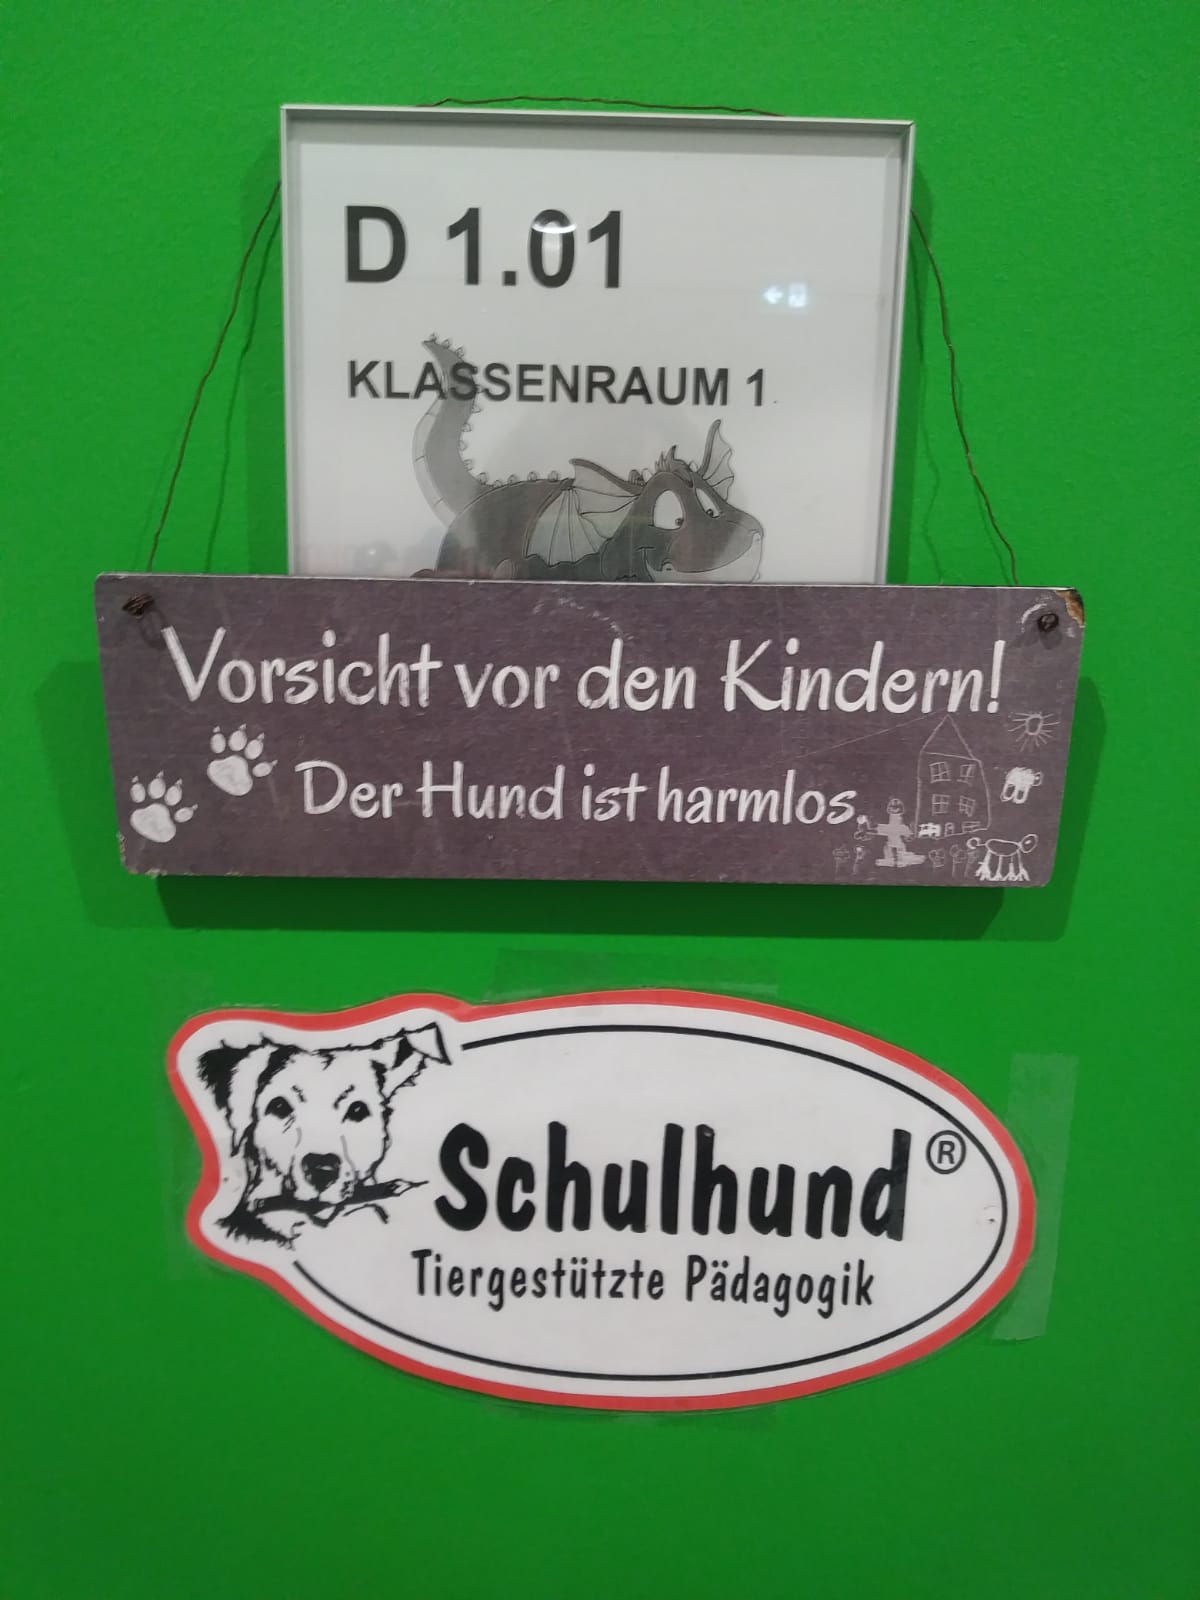 D 1.01
KLASSENRAUM 1
Vorsicht vor den Kindern!
Der Hund ist harmlos.
Schulhund®
Tiergestützte Pädagogik